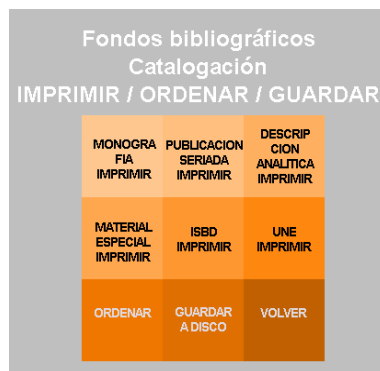 Fondos bibliográficos
Catalogación
IMPRIMIR / ORDENAR / GUARDAR
MONOGRA
FIA
IMPRIMIR
PUBLICACION
SERIADA
IMPRIMIR
DESCRIP
CION
ANALITICA
IMPRIMIR
MATERIAL
ESPECIAL
IMPRIMIR
ISBD
IMPRIMIR
UNE
IMPRIMIR
ORDENAR
GUARDAR
A DISCO
VOLVER